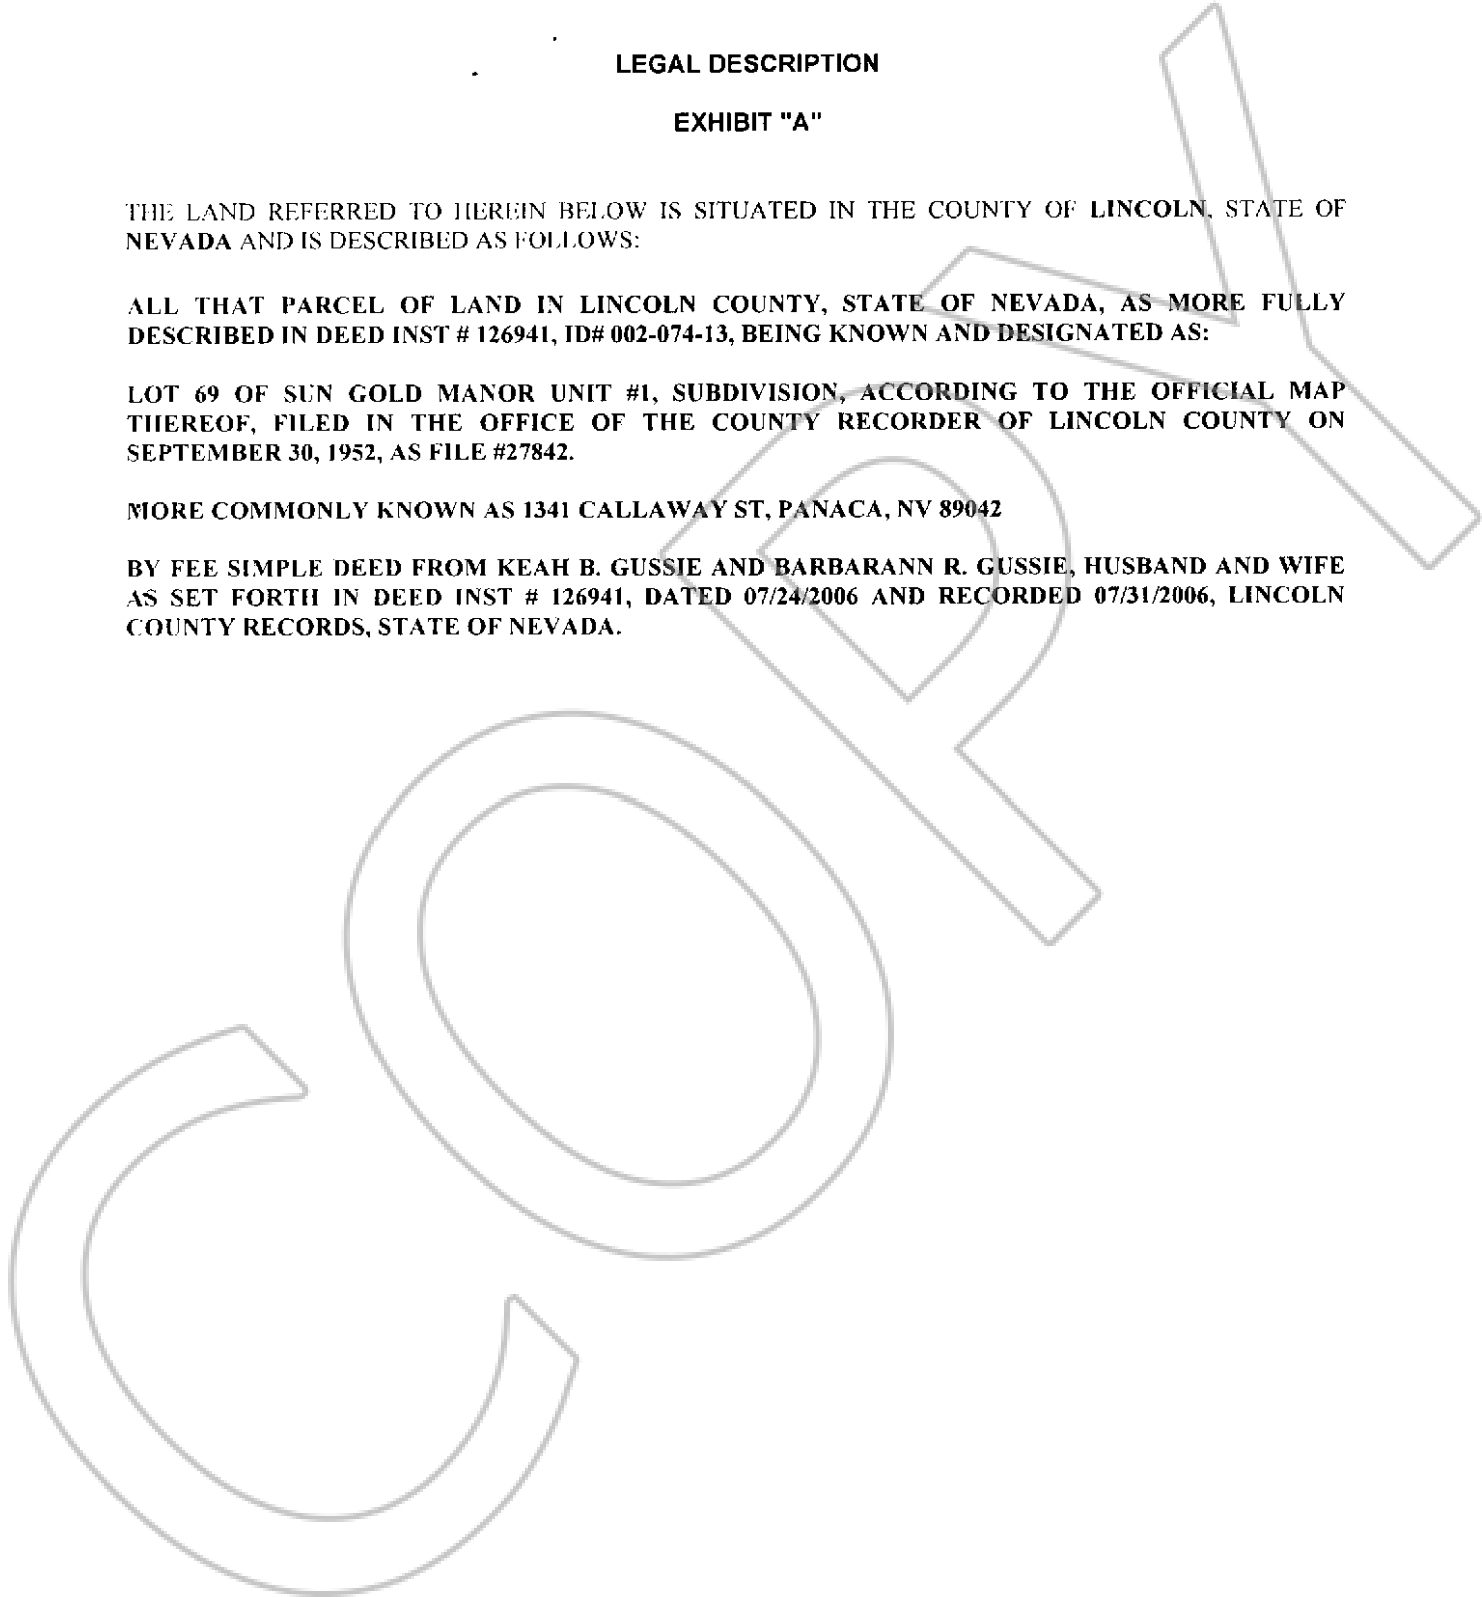 LEGAL DESCRIPTION
EXHIBIT "A"
THE LAND REFERRED TO HEREIN BELOW IS SITUATED IN THE COUNTY OF LINCOLN, STATE OF
NEVADA AND IS DESCRIBED AS FOLLOWS:
ALL THAT PARCEL OF LAND IN LINCOLN COUNTY, STATE OF NEVADA, AS MORE FULLY
DESCRIBED IN DEED INST # 126941, ID# 002-074-13, BEING KNOWN AND DESIGNATED AS:
LOT 69 OF SUN GOLD MANOR UNIT #1, SUBDIVISION, ACCORDING TO THE OFFICIAL MAP
THEREOF, FILED IN THE OFFICE OF THE COUNTY RECORDER OF LINCOLN COUNTY ON
SEPTEMBER 30, 1952, AS FILE #27842.
MORE COMMONLY KNOWN AS 1341 CALLAWAY ST, PANACA, NV 89042
BY FEE SIMPLE DEED FROM KEAH B. GUSSIE AND BARBARANN R. GUSSIE, HUSBAND AND WIFE
AS SET FORTH IN DEED INST # 126941, DATED 07/24/2006 AND RECORDED 07/31/2006, LINCOLN
COUNTY RECORDS, STATE OF NEVADA.
COPY